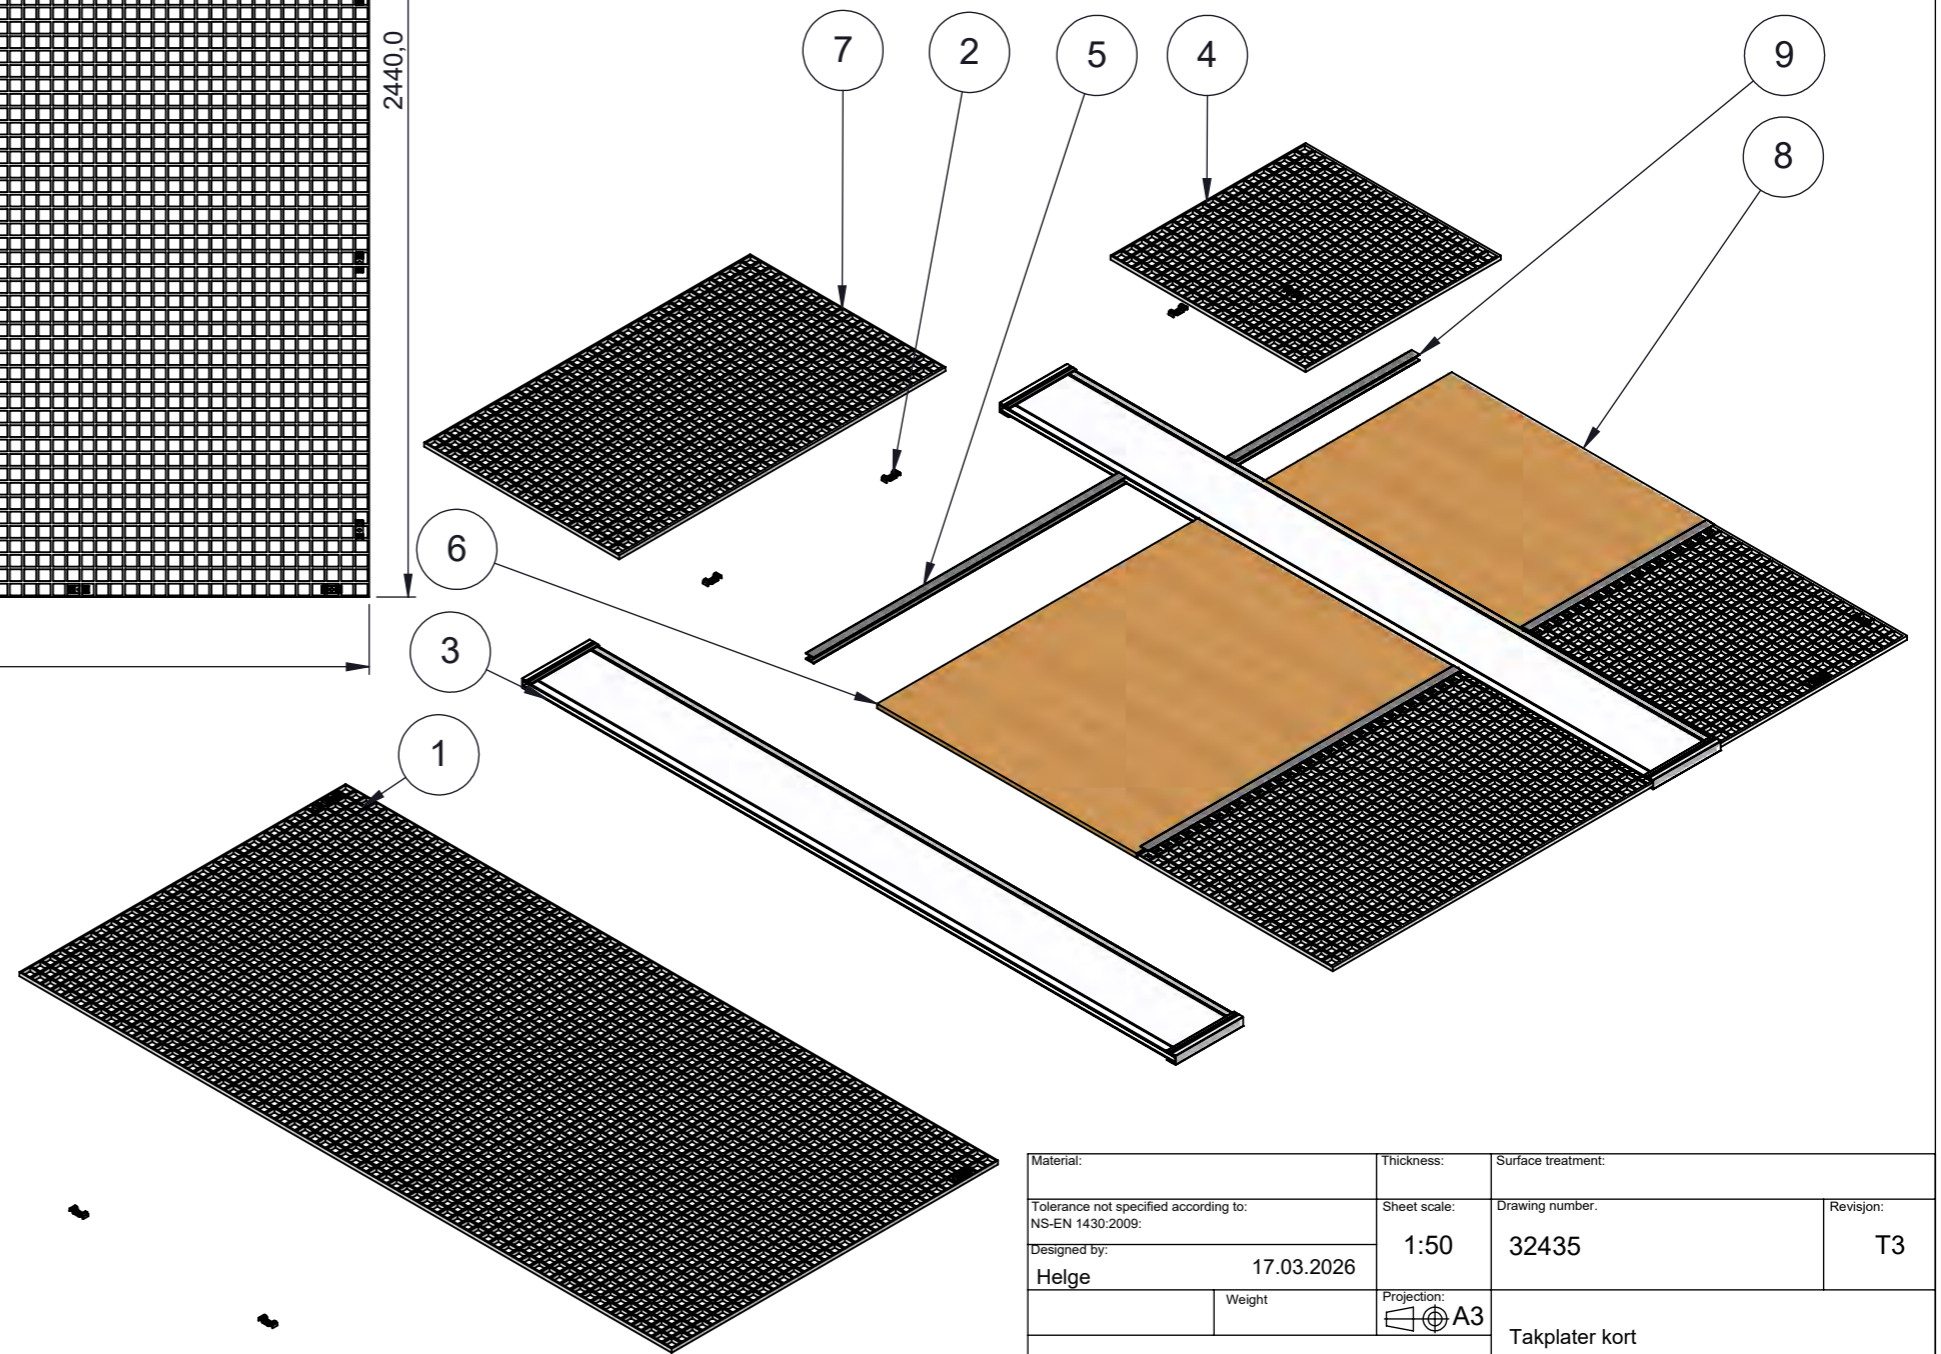 2440,0
7
2
5
4
9
8
6
3
1
Material:
Thickness:
Surface treatment:
Tolerance not specified according to:
NS-EN 1430:2009:
Sheet scale:
1:50
Drawing number.
32435
Revisjon:
T3
Designed by:
Helge
17.03.2026
Weight
Projection:
A3
Takplater kort